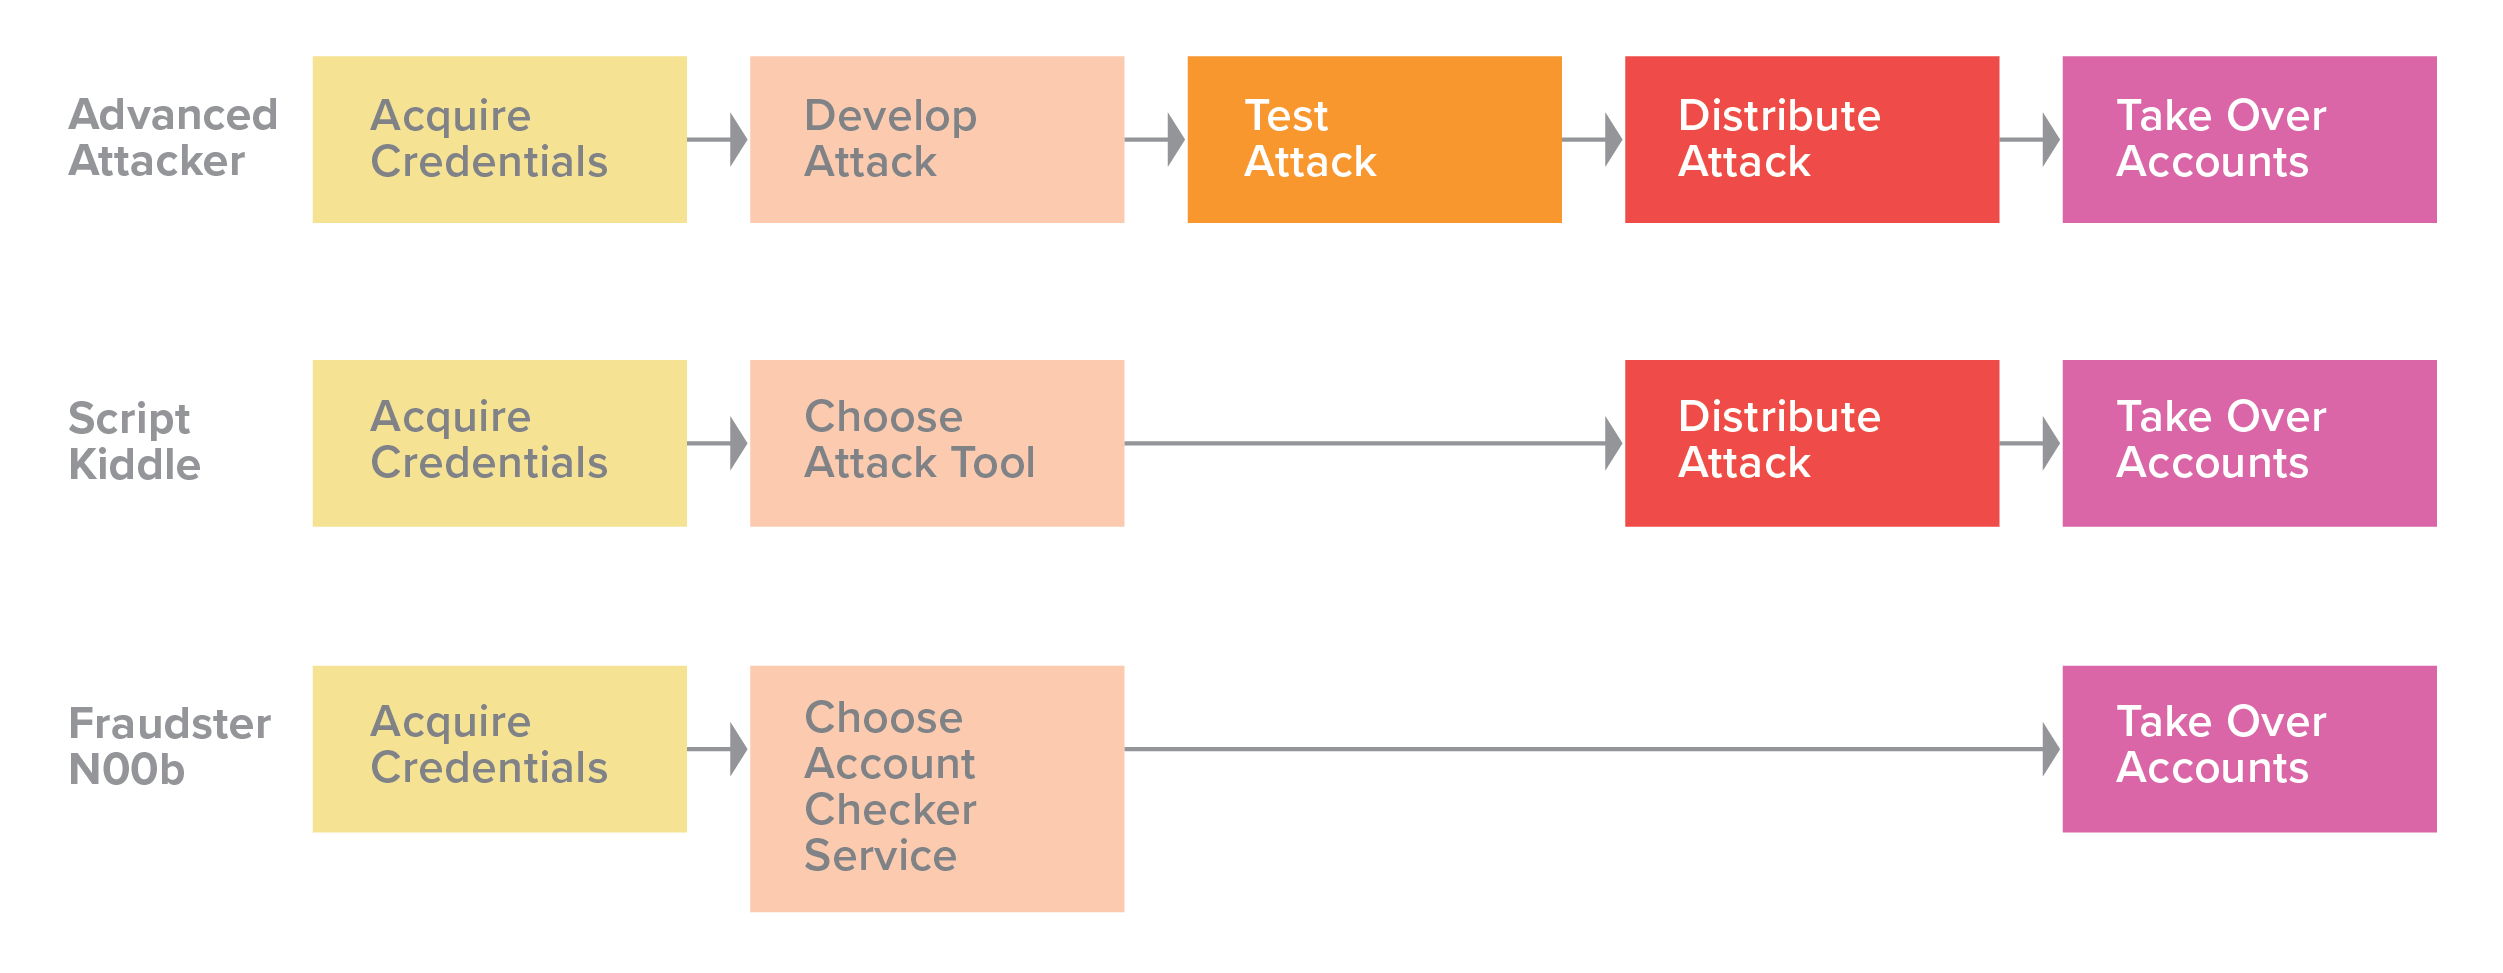 Advanced
Attacker
Acquire
Credentials
Develop
Attack
Test
Attack
Distribute
Attack
Take Over
Accounts
Script
Kiddle
Acquire
Credentials
Choose
Attack Tool
Distribute
Attack
Take Over
Accounts
Fraudster
N00b
Acquire
Credentials
Choose
Account
Checker
Service
Take Over
Accounts